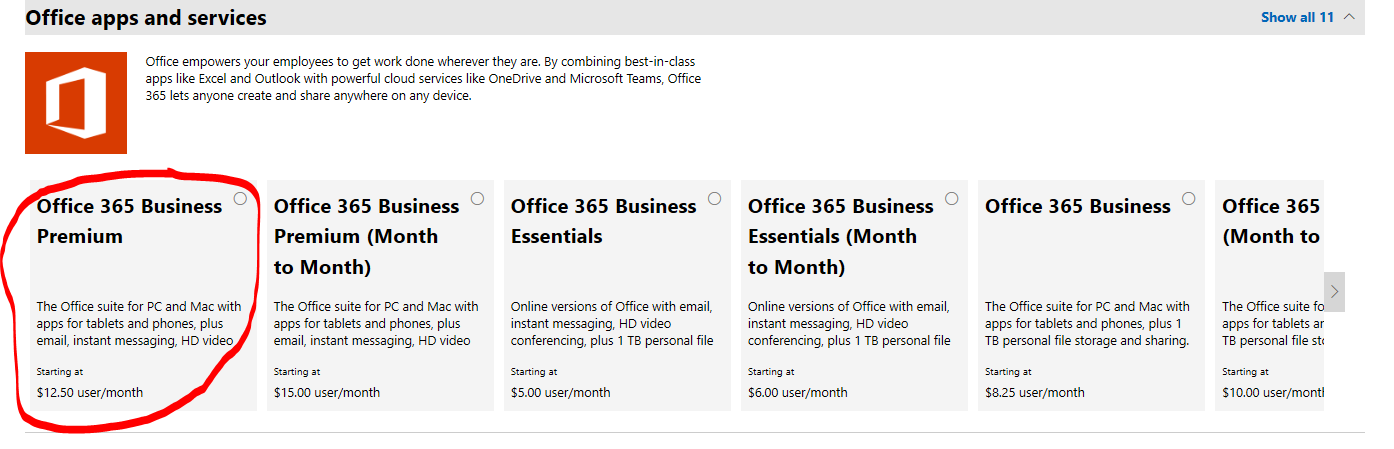 Office apps and services
Show all 11
Office empowers your employees to get work done wherever they are. By combining best-in-class
apps like Excel and Outlook with powerful cloud services like OneDrive and Microsoft Teams, Office
365 lets anyone create and share anywhere on any device.
Office 365 Business
Premium
The Office suite for PC and Mac with
apps for tablets and phones, plus
email, instant messaging, HD video
Starting at
$12.50 user/month
Office 365 Business
Premium (Month
to Month)
The Office suite for PC and Mac with
apps for tablets and phones, plus
email, instant messaging, HD video
Starting at
$15.00 user/month
Office 365 Business
Essentials
Online versions of Office with email,
instant messaging, HD video
conferencing, plus 1 TB personal file
Starting at
$5.00 user/month
Office 365 Business
Essentials (Month
to Month)
Online versions of Office with email,
instant messaging, HD video
conferencing, plus 1 TB personal file
Starting at
$6.00 user/month
Office 365 Business
The Office suite for PC and Mac with
apps for tablets and phones, plus 1
TB personal file storage and sharing.
Starting at
$8.25 user/month
Office 365
(Month to
The Office suite fo
apps for tablets ar
TB personal file sto
Starting at
$10.00 user/month